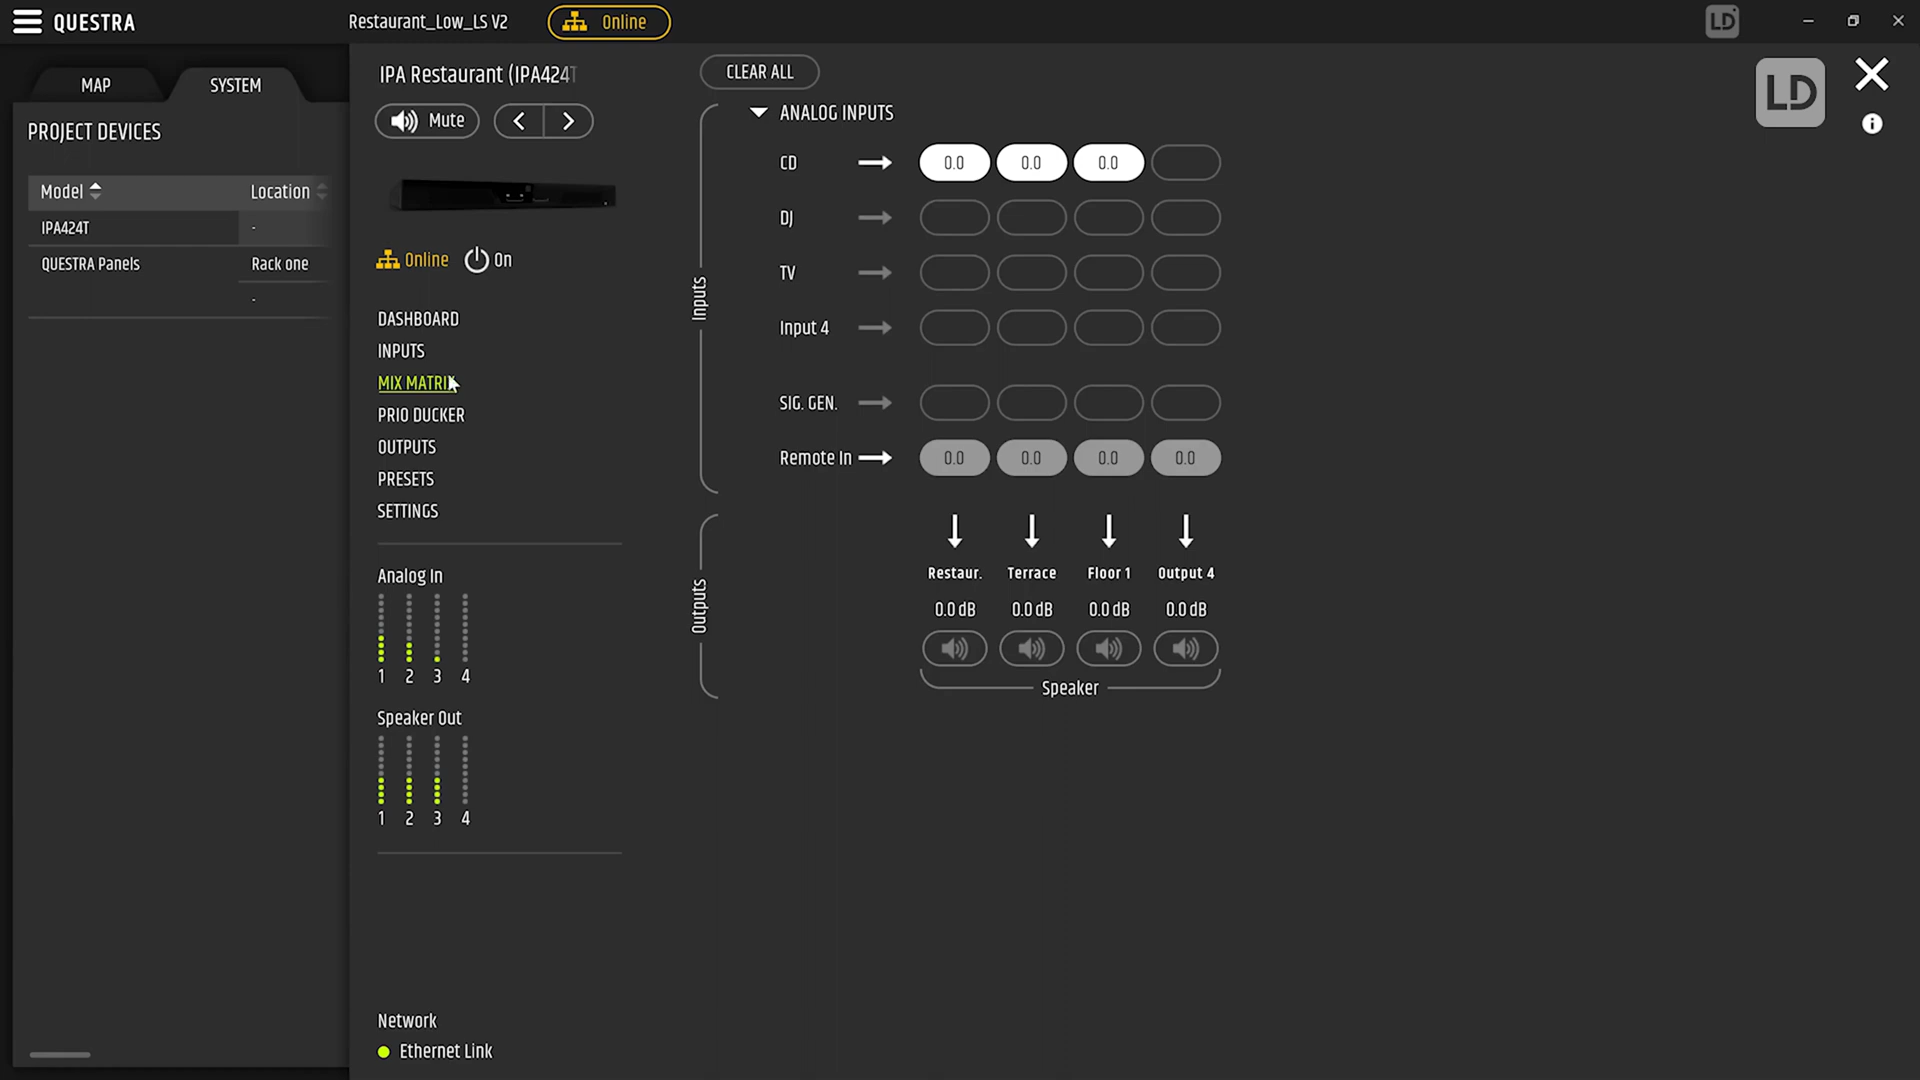 QUESTRA
Restaurant_Low_LS V2
Online
LD
MAP
SYSTEM
PROJECT DEVICES
Model
Location
IPA424T
-
QUESTRA Panels
Rack one
-
IPA Restaurant (IPA424T
Mute
Online
On
DASHBOARD
INPUTS
MIX MATRIX
PRIO DUCKER
OUTPUTS
PRESETS
SETTINGS
Analog In
1 2 3 4
Speaker Out
1 2 3 4
Network
Ethernet Link
CLEAR ALL
LD
Inputs
ANALOG INPUTS
CD 0.0 0.0 0.0
DJ
TV
Input 4
SIG. GEN.
Remote In 0.0 0.0 0.0 0.0
Outputs
Restaur. Terrace Floor 1 Output 4
0.0 dB 0.0 dB 0.0 dB 0.0 dB
Speaker